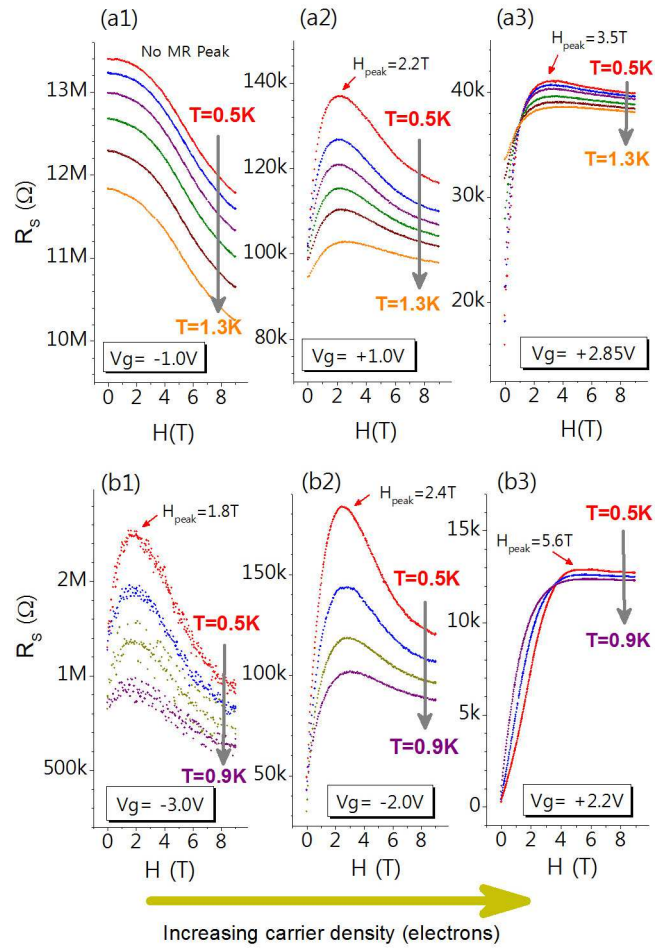 (a1)
(a2)
(a3)
No MR Peak
H_peak=2.2T
H_peak=3.5T
T=0.5K
T=0.5K
T=0.5K
T=1.3K
T=1.3K
T=1.3K
13M
12M
11M
10M
140k
120k
100k
80k
40k
30k
20k
R_S (Ω)
Vg= -1.0V
Vg= +1.0V
Vg= +2.85V
0 2 4 6 8
0 2 4 6 8
0 2 4 6 8
H(T)
H(T)
H(T)
(b1)
(b2)
(b3)
H_peak=1.8T
H_peak=2.4T
H_peak=5.6T
T=0.5K
T=0.5K
T=0.5K
T=0.9K
T=0.9K
T=0.9K
2M
1M
500k
150k
100k
50k
15k
10k
5k
0
R_S (Ω)
Vg= -3.0V
Vg= -2.0V
Vg= +2.2V
0 2 4 6 8
0 2 4 6 8
0 2 4 6 8
H (T)
H (T)
H (T)
Increasing carrier density (electrons)